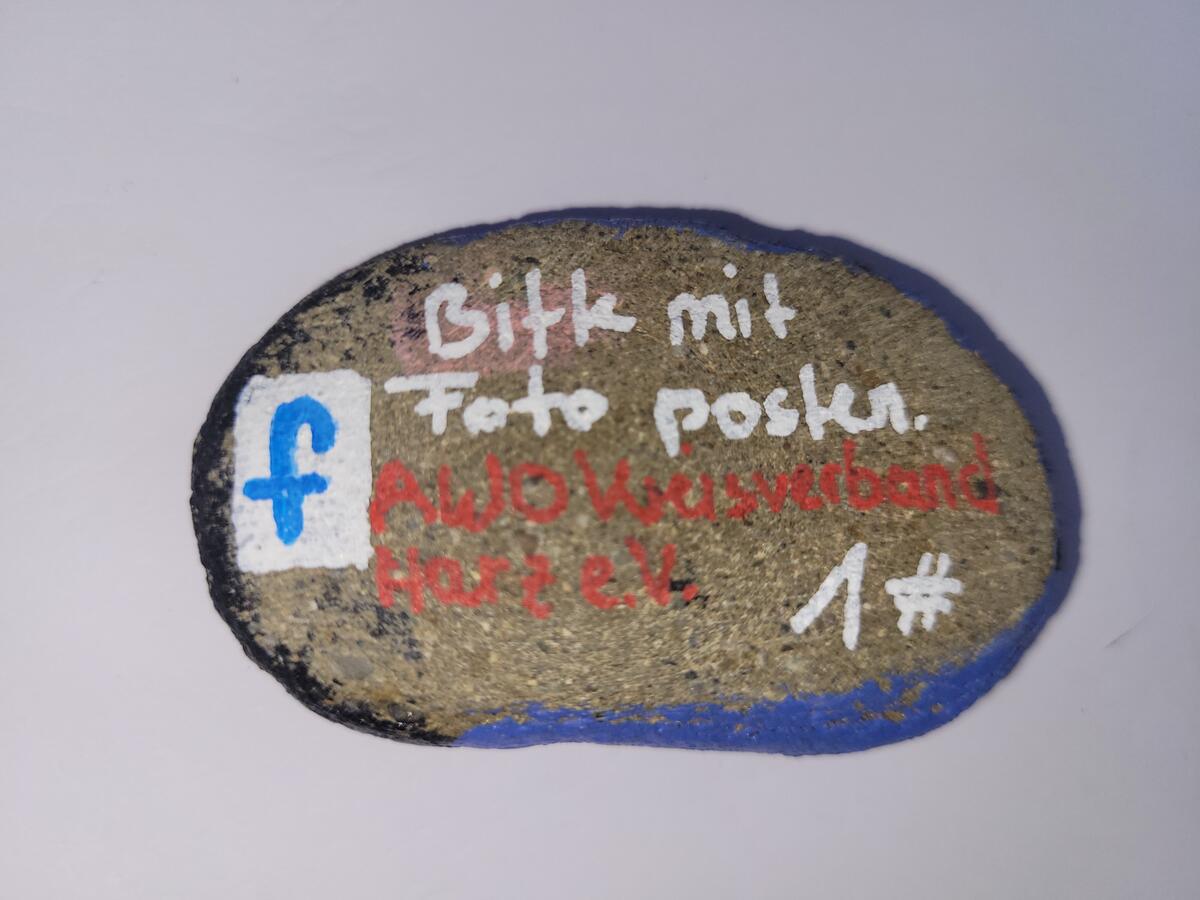 Bitte mit
Foto posten.
f
AWO Kreisverband
Harz e.V.
1#